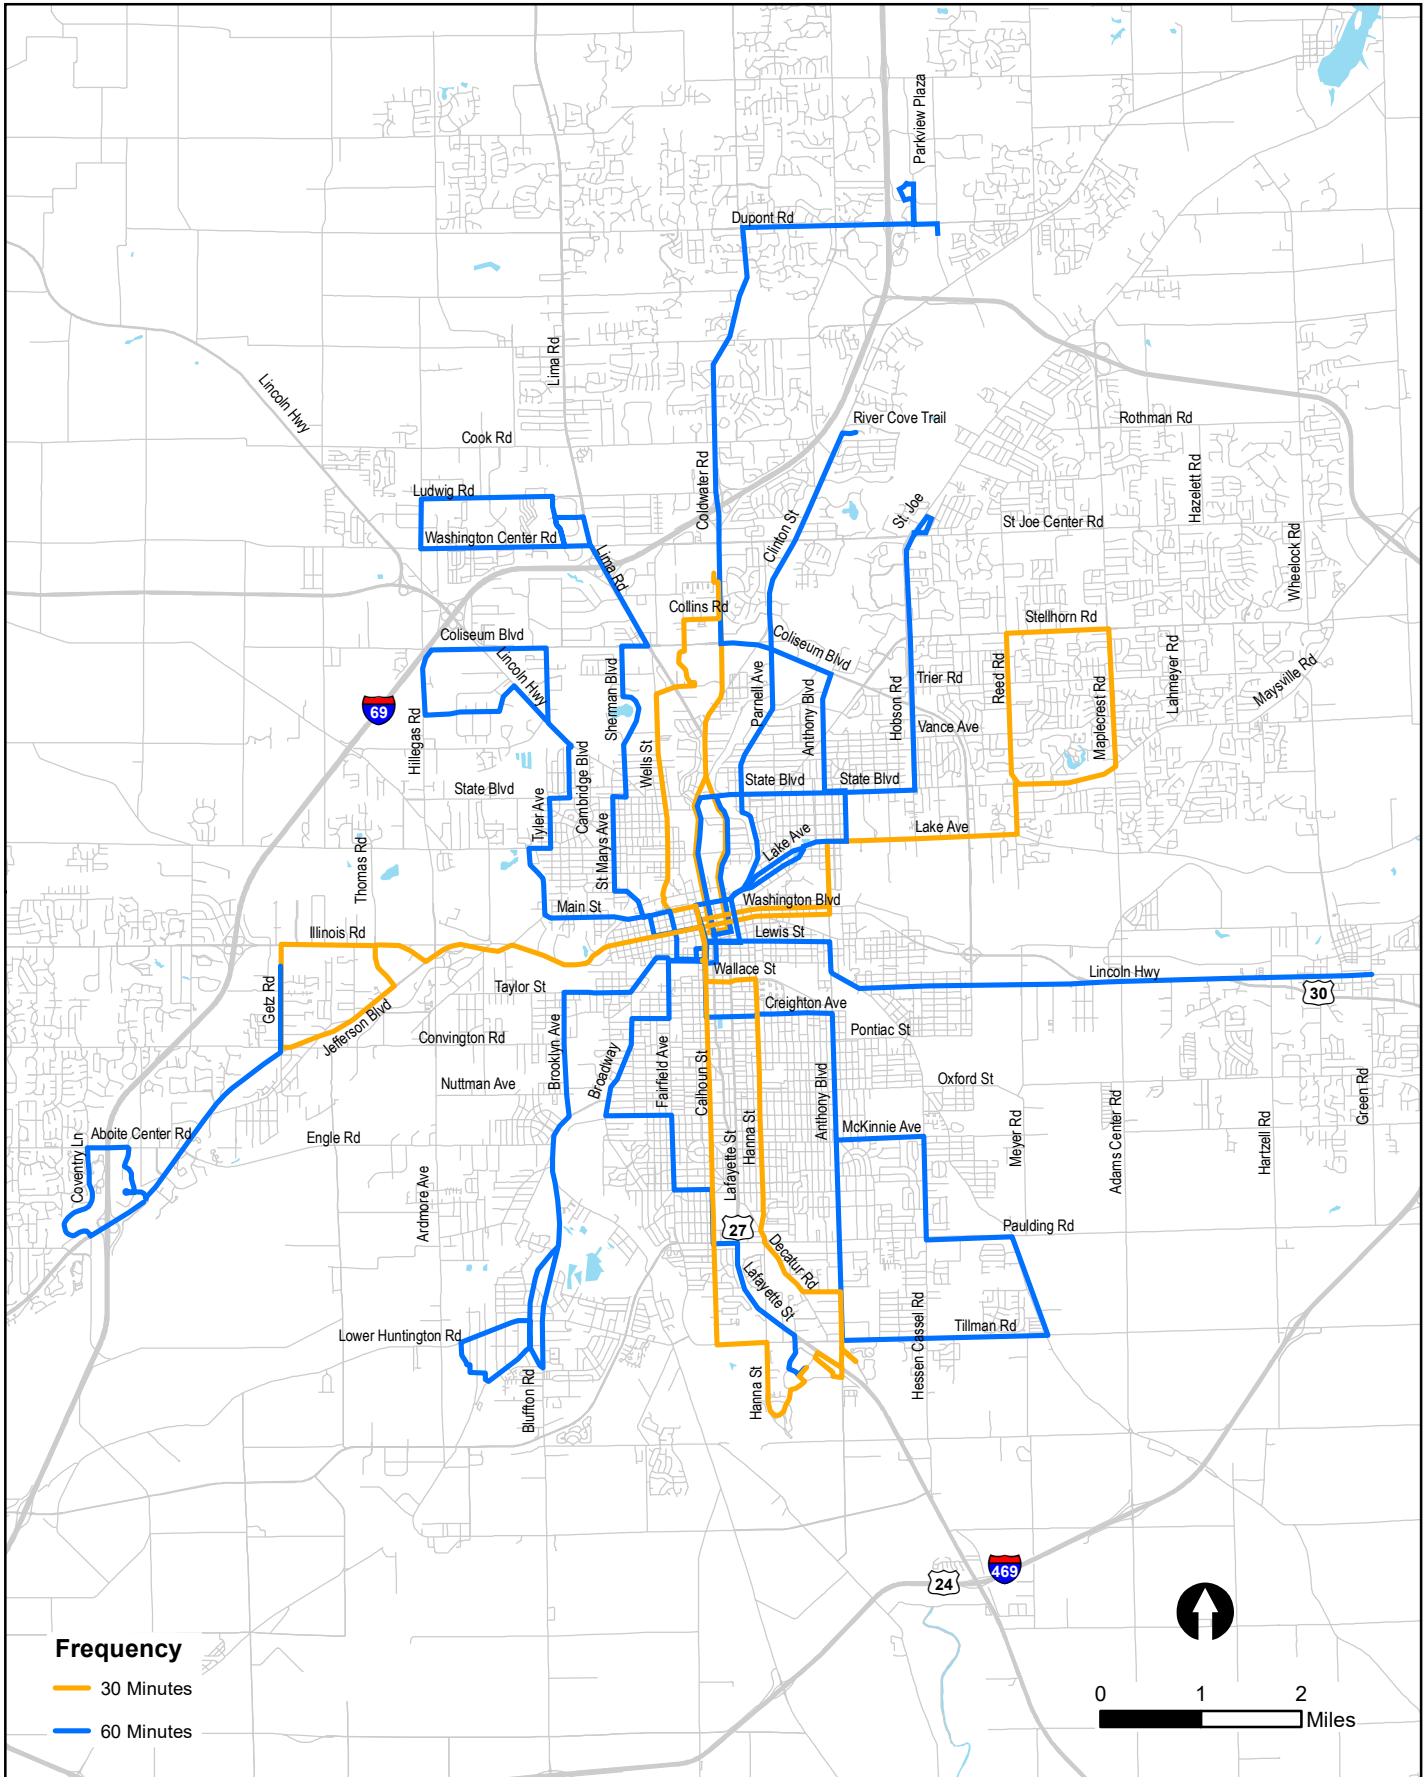 Parkview Plaza
Dupont Rd
Lima Rd
Lincoln Hwy
River Cove Trail
Rothman Rd
Cook Rd
Coldwater Rd
Hazelett Rd
Ludwig Rd
St. Joe
St Joe Center Rd
Clinton St
Washington Center Rd
Wheelock Rd
Lima Rd
Collins Rd
Stellhorn Rd
Coliseum Blvd
Coliseum Blvd
Lincoln Hwy
Sherman Blvd
Parnell Ave
Anthony Blvd
Hobson Rd
Trier Rd
Reed Rd
Lahmeyer Rd
Maysville Rd
69
Hillegas Rd
Vance Ave
Maplecrest Rd
Cambridge Blvd
Wells St
State Blvd
State Blvd
State Blvd
Tyler Ave
St Marys Ave
Lake Ave
Lake Ave
Thomas Rd
Main St
Washington Blvd
Illinois Rd
Lewis St
Wallace St
Lincoln Hwy
30
Getz Rd
Taylor St
Creighton Ave
Jefferson Blvd
Convington Rd
Brooklyn Ave
Pontiac St
Broadway
Fairfield Ave
Calhoun St
Nuttman Ave
Anthony Blvd
Oxford St
Green Rd
Aboite Center Rd
Engle Rd
Lafayette St
Hanna St
McKinnie Ave
Meyer Rd
Adams Center Rd
Hartzell Rd
Coventry Ln
Ardmore Ave
27
Paulding Rd
Decatur Rd
Lafayette St
Lower Huntington Rd
Hessen Cassel Rd
Tillman Rd
Bluffton Rd
Hanna St
469
24
Frequency
30 Minutes
60 Minutes
0 1 2
Miles